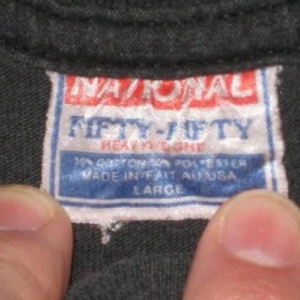 NATIONAL
FIFTY-FIFTY
HEAVYWEIGHT
50% COTTON 50% POLYESTER
MADE IN/FAIT AU USA
LARGE